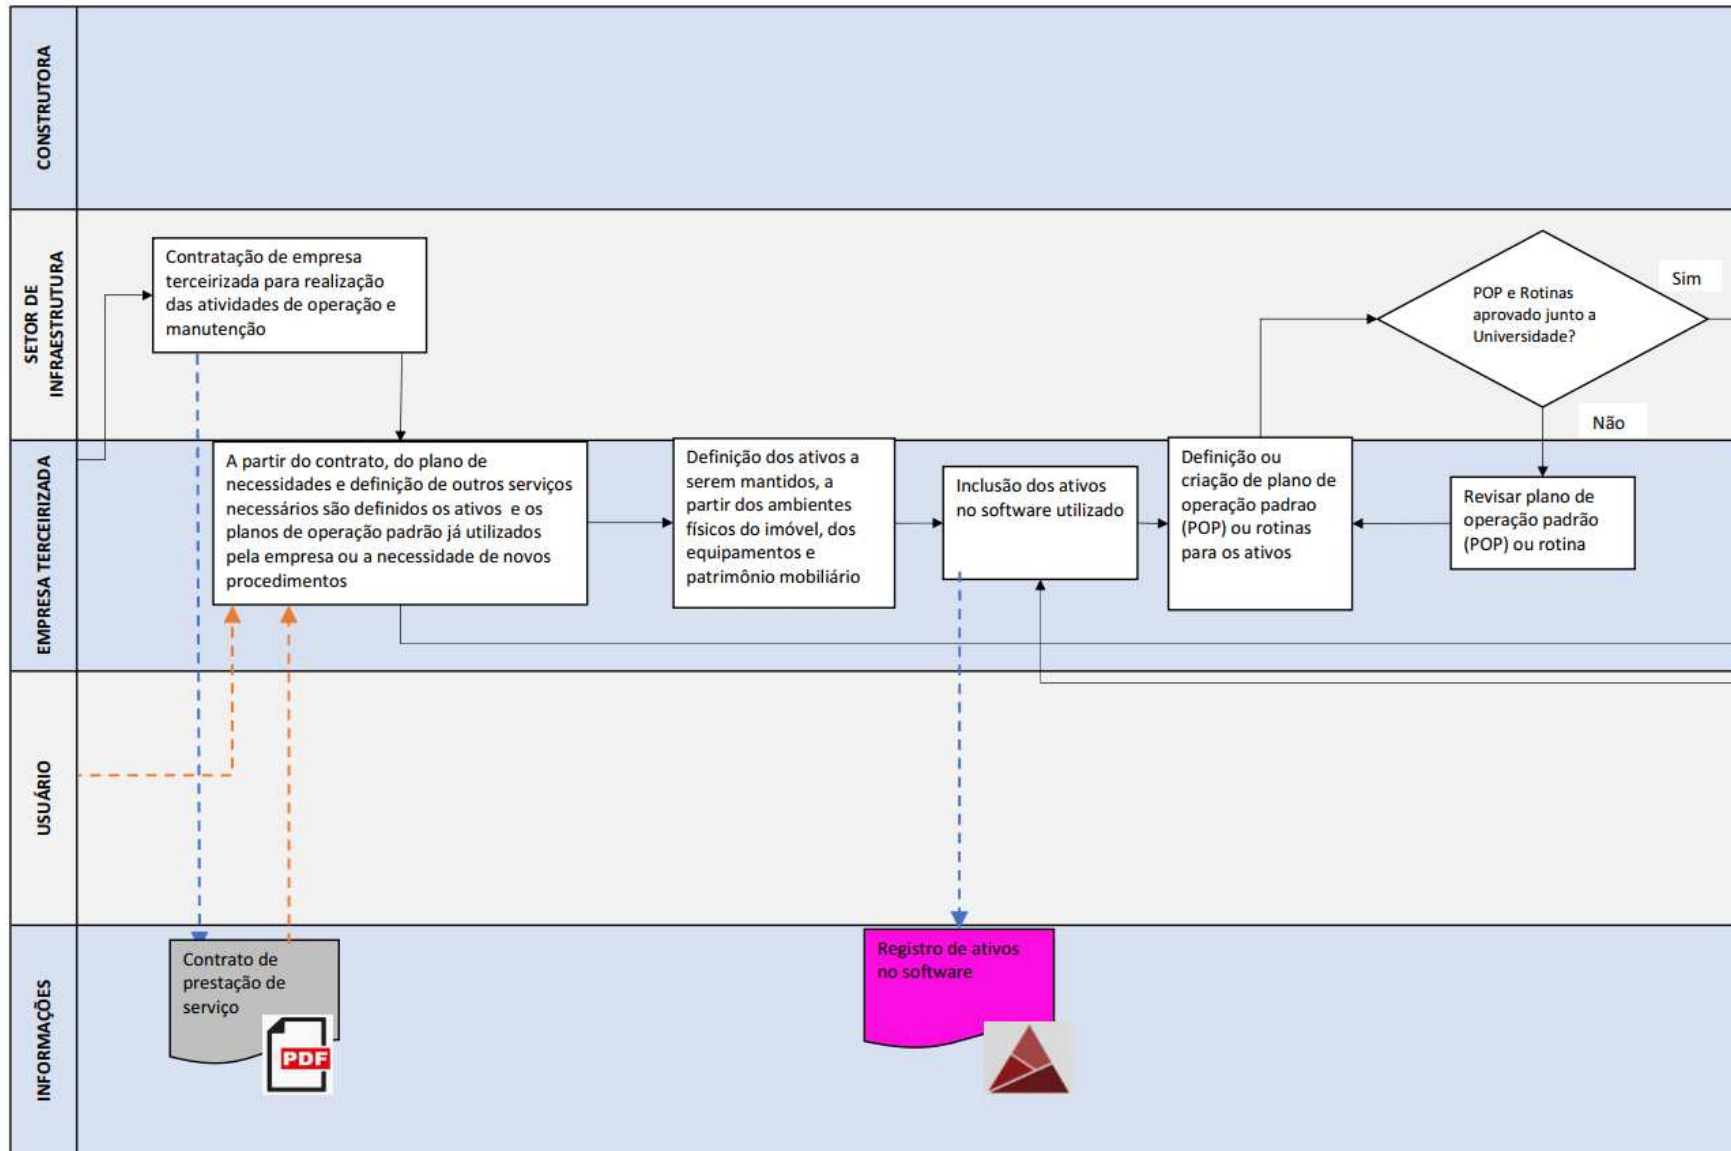 CONSTRUTORA
SETOR DE
INFRAESTRUTURA
Contratação de empresa
terceirizada para realização
das atividades de operação e
manutenção
POP e Rotinas
aprovado junto a
Universidade?
Sim
Não
EMPRESA TERCEIRIZADA
A partir do contrato, do plano de
necessidades e definição de outros serviços
necessários são definidos os ativos e os
planos de operação padrão já utilizados
pela empresa ou a necessidade de novos
procedimentos
Definição dos ativos a
serem mantidos, a
partir dos ambientes
físicos do imóvel, dos
equipamentos e
patrimônio mobiliário
Inclusão dos ativos
no software utilizado
Definição ou
criação de plano de
operação padrao
(POP) ou rotinas
para os ativos
Revisar plano de
operação padrão
(POP) ou rotina
USUÁRIO
INFORMAÇÕES
Contrato de
prestação de
serviço
PDF
Registro de ativos
no software